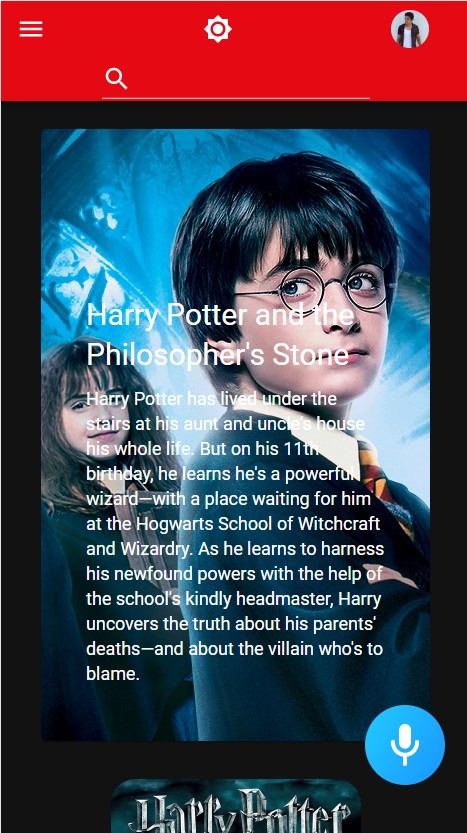 Harry Potter and the
Philosopher's Stone
Harry Potter has lived under the
stairs at his aunt and uncle's house
his whole life. But on his 11th
birthday, he learns he's a powerful
wizard—with a place waiting for him
at the Hogwarts School of Witchcraft
and Wizardry. As he learns to harness
his newfound powers with the help of
the school's kindly headmaster, Harry
uncovers the truth about his parents'
deaths—and about the villain who's to
blame.
Harry Potter